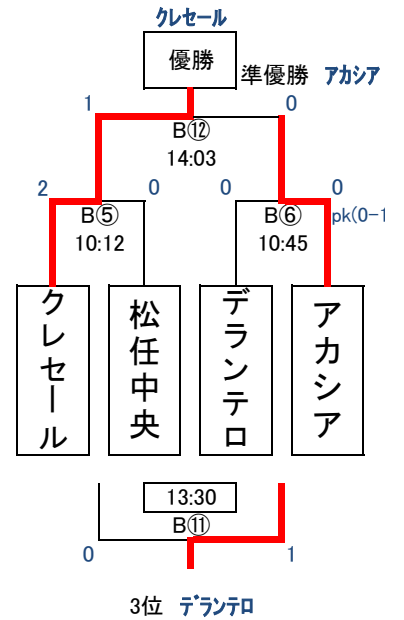 クレセール
優勝
準優勝 アカシア
1 0
B⑫
14:03
2 0 0 0
B⑤ B⑥ pk(0-1
10:12 10:45
クレセール
松任中央
デランテロ
アカシア
13:30
B⑪
0 1
3位 デランテロ